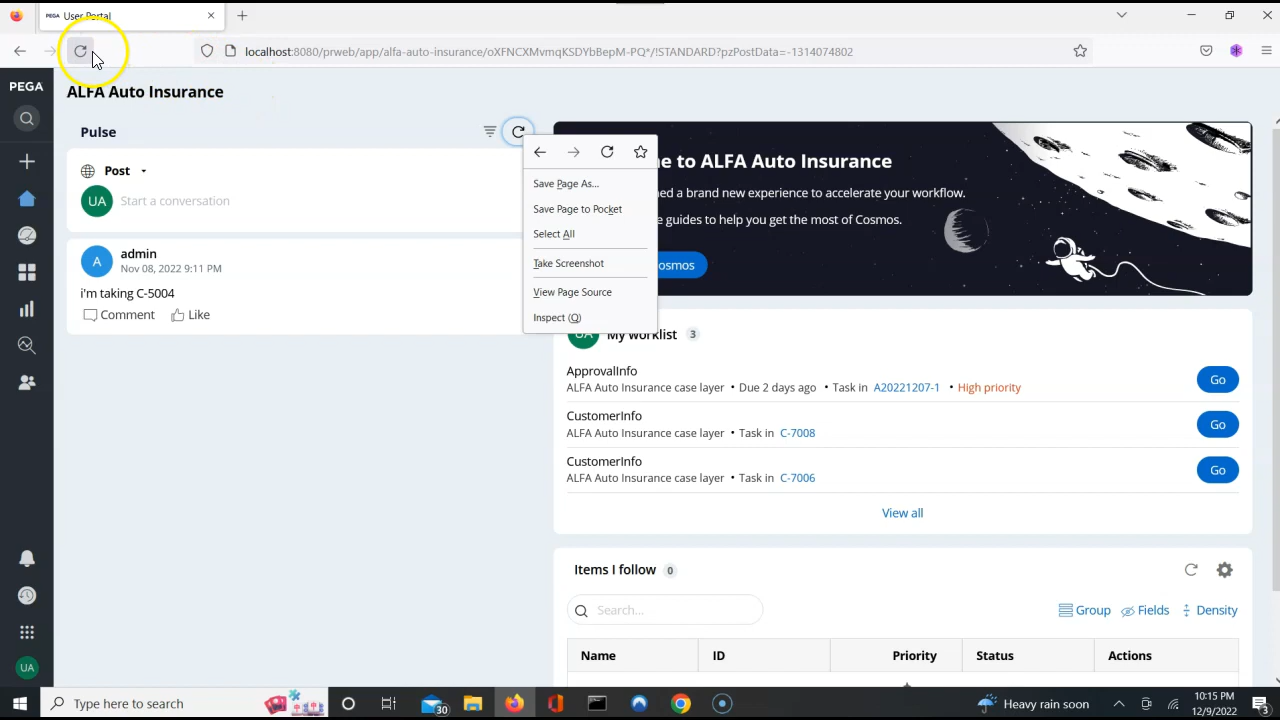 PEGA User Portal
localhost:8080/prweb/app/alfa-auto-insurance/
PEGA
ALFA Auto Insurance
Pulse
Post
UA
Start a conversation
A
admin
Nov 08, 2022 9:11 PM
i'm taking C-5004
Comment
Like
Save Page As...
Save Page to Pocket
Select All
Take Screenshot
View Page Source
Inspect (Q)
e to ALFA Auto Insurance
ed a brand new experience to accelerate your workflow.
e guides to help you get the most of Cosmos.
osmos
UA
My worklist 3
ApprovalInfo
ALFA Auto Insurance case layer • Due 2 days ago • Task in A20221207-1 • High priority
Go
CustomerInfo
ALFA Auto Insurance case layer • Task in C-7008
Go
CustomerInfo
ALFA Auto Insurance case layer • Task in C-7006
Go
View all
Items I follow 0
Search...
Group
Fields
Density
Name ID Priority Status Actions
UA
Type here to search
30
Heavy rain soon
10:15 PM
12/9/2022
3